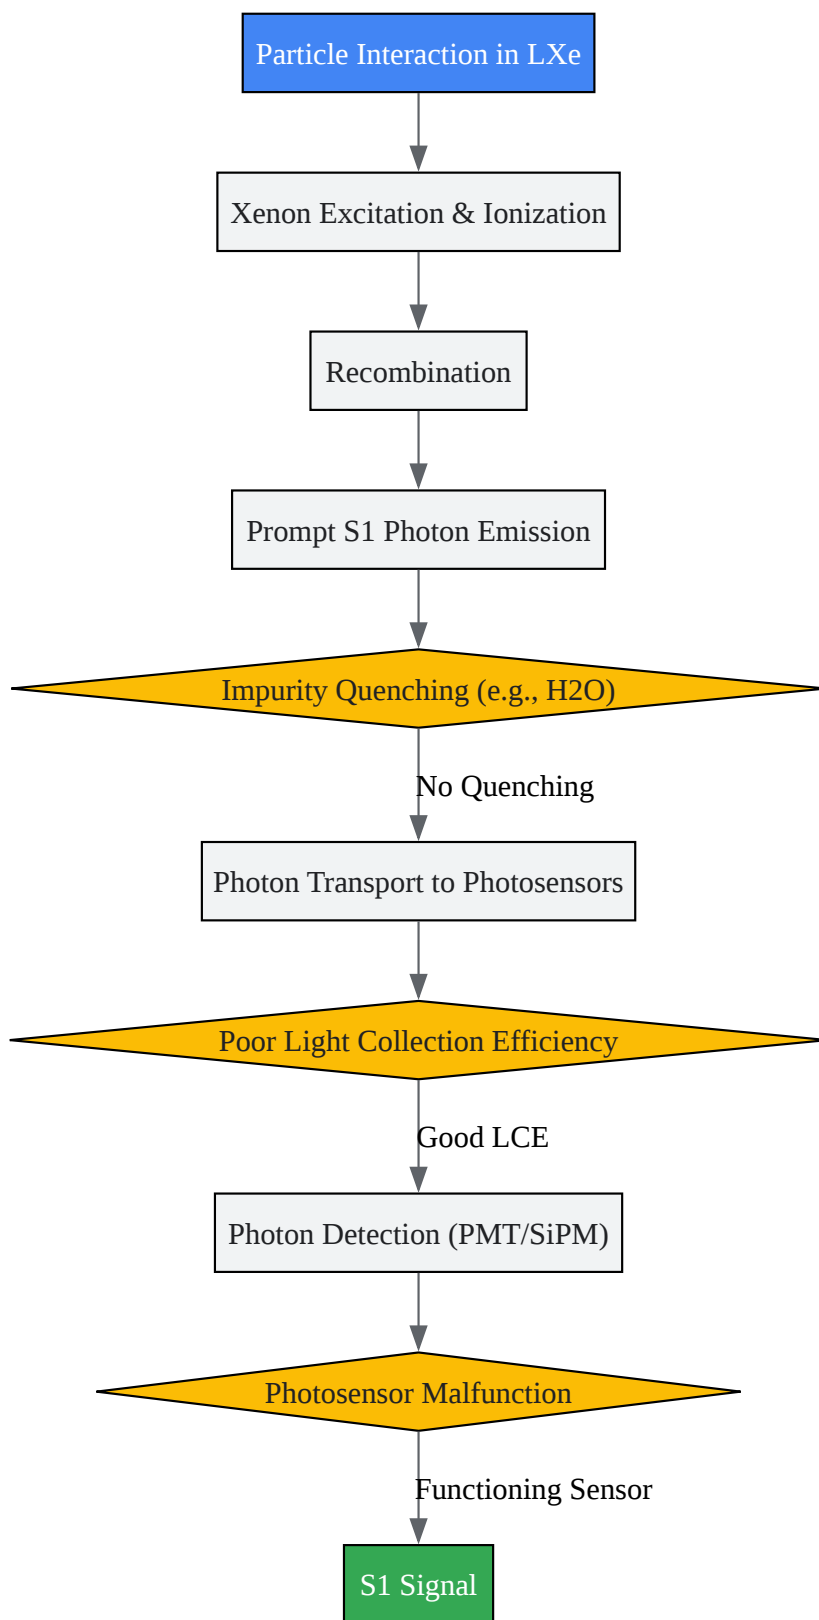 Particle Interaction in LXe
Xenon Excitation & Ionization
Recombination
Prompt S1 Photon Emission
Impurity Quenching (e.g., H2O)
No Quenching
Photon Transport to Photosensors
Poor Light Collection Efficiency
Good LCE
Photon Detection (PMT/SiPM)
Photosensor Malfunction
Functioning Sensor
S1 Signal